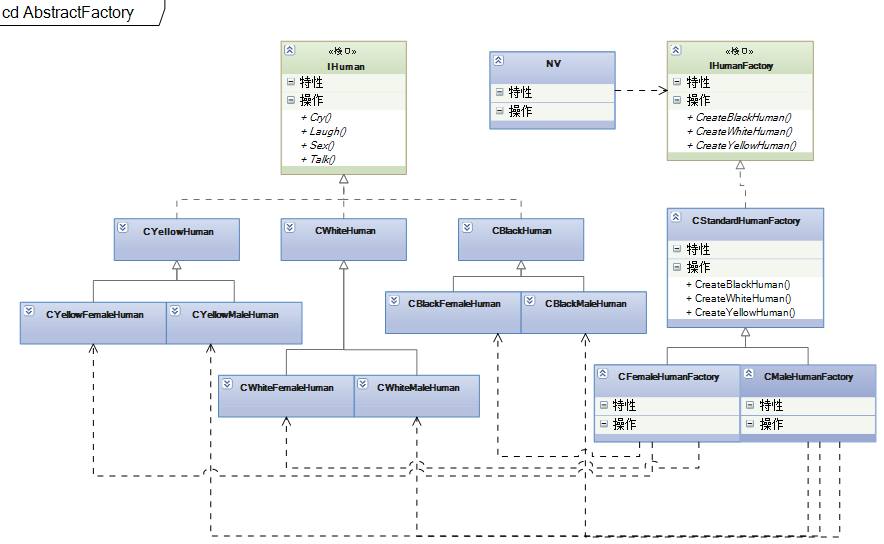 cd AbstractFactory
«接口»
IHuman
特性
操作
+ Cry()
+ Laugh()
+ Sex()
+ Talk()
NV
特性
操作
«接口»
IHumanFactory
特性
操作
+ CreateBlackHuman()
+ CreateWhiteHuman()
+ CreateYellowHuman()
CYellowHuman
CWhiteHuman
CBlackHuman
CStandardHumanFactory
特性
操作
+ CreateBlackHuman()
+ CreateWhiteHuman()
+ CreateYellowHuman()
CYellowFemaleHuman
CYellowMaleHuman
CBlackFemaleHuman
CBlackMaleHuman
CWhiteFemaleHuman
CWhiteMaleHuman
CFemaleHumanFactory
特性
操作
CMaleHumanFactory
特性
操作